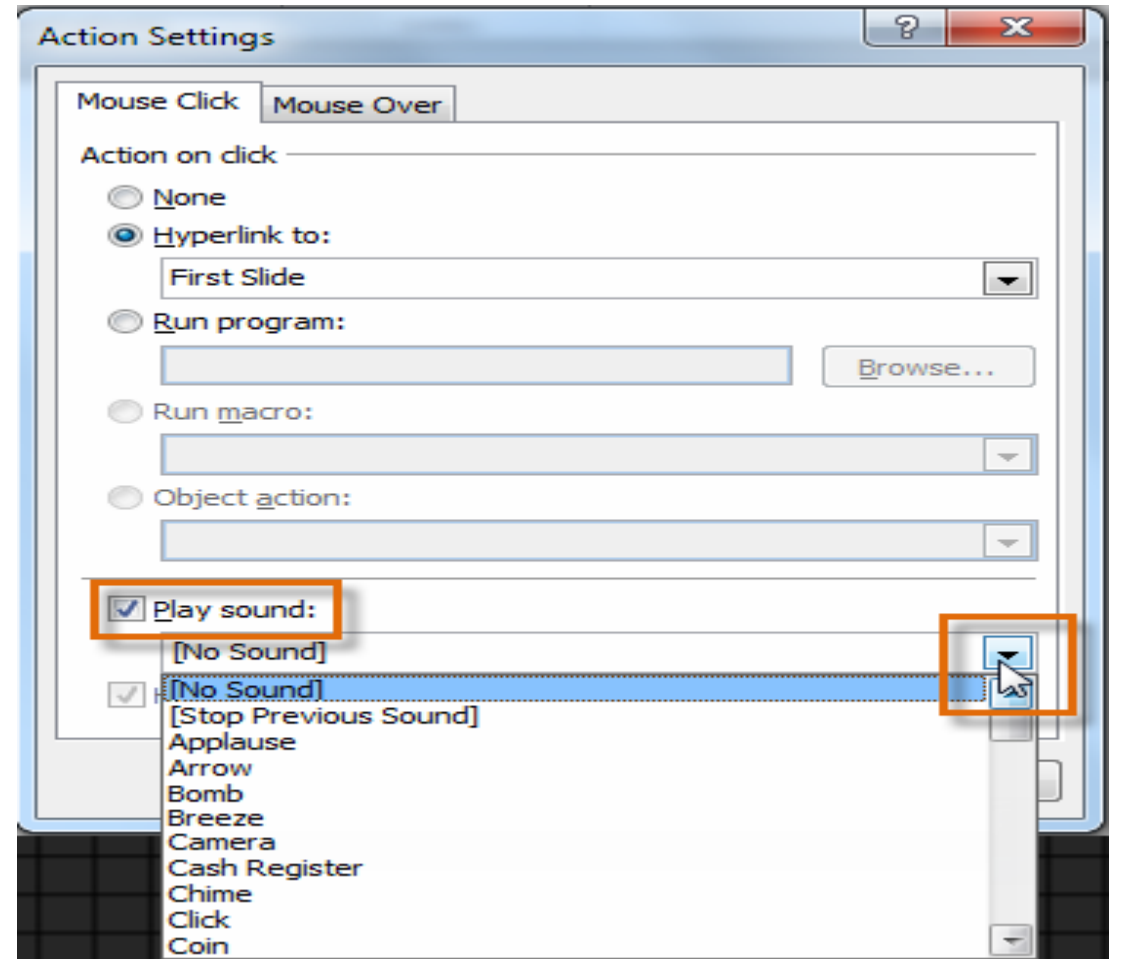 Action Settings
?
Mouse Click Mouse Over
Action on click
None
Hyperlink to:
First Slide
Run program:
Browse...
Run macro:
Object action:
Play sound:
[No Sound]
[No Sound]
[Stop Previous Sound]
Applause
Arrow
Bomb
Breeze
Camera
Cash Register
Chime
Click
Coin